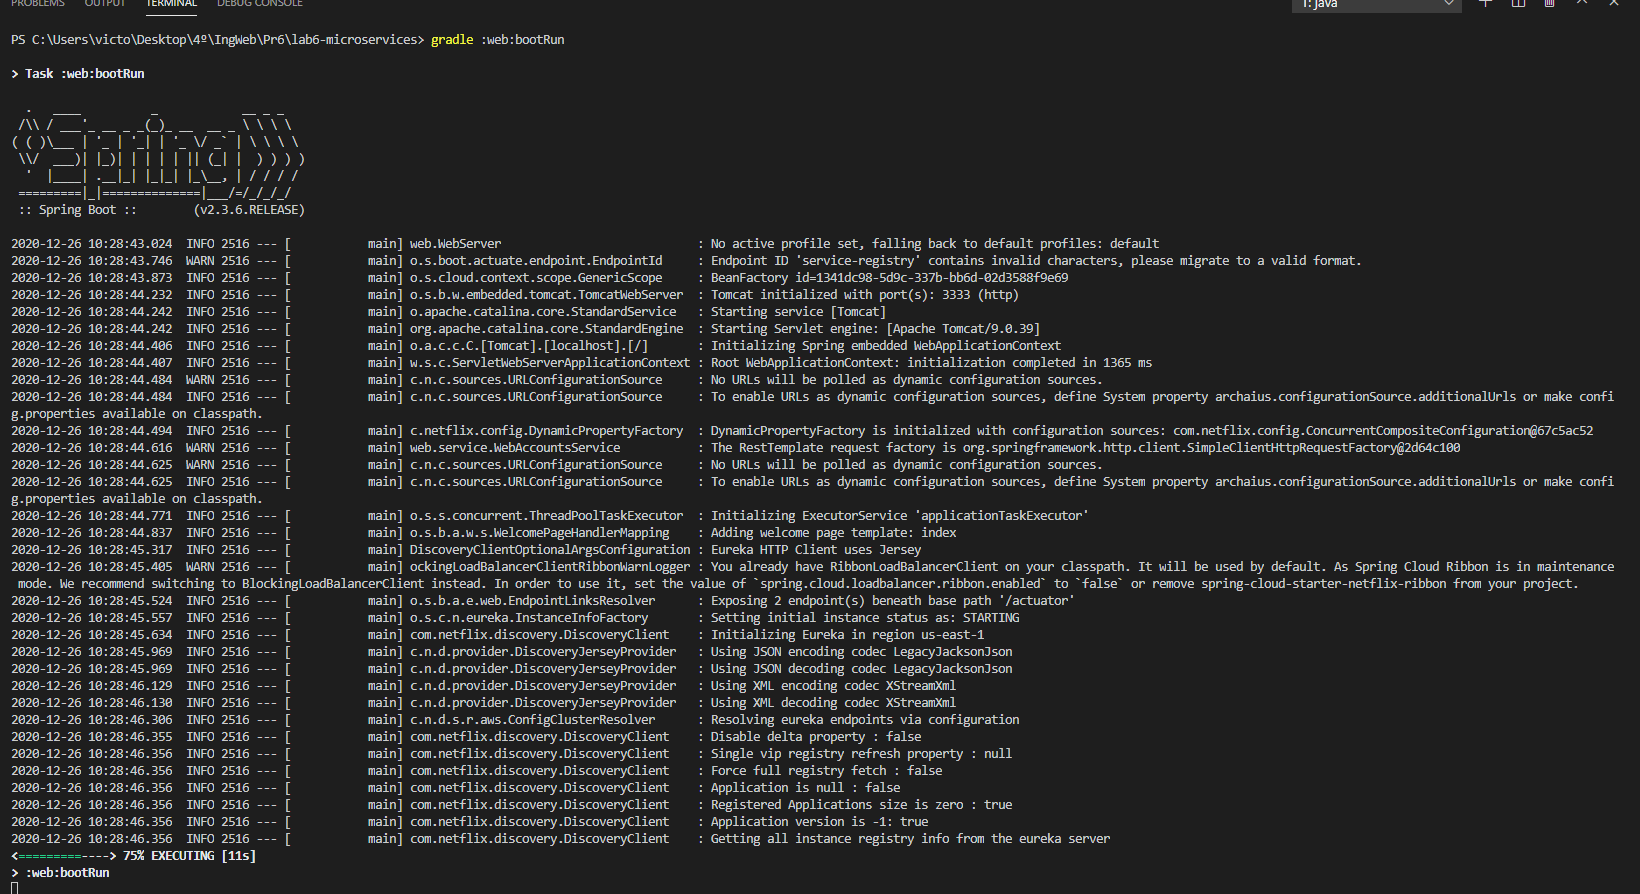 PROBLEMS OUTPUT TERMINAL DEBUG CONSOLE 1: java
PS C:\Users\victo\Desktop\4º\IngWeb\Pr6\lab6-microservices> gradle :web:bootRun
> Task :web:bootRun
  .   ____          _            __ _ _
 /\\ / ___'_ __ _ _(_)_ __  __ _ \ \ \ \
( ( )\___ | '_ | '_| | '_ \/ _` | \ \ \ \
 \\/  ___)| |_)| | | | | || (_| |  ) ) ) )
  '  |____| .__|_| |_|_| |_\__, | / / / /
 =========|_|==============|___/=/_/_/_/
 :: Spring Boot ::        (v2.3.6.RELEASE)
2020-12-26 10:28:43.024  INFO 2516 --- [           main] web.WebServer                            : No active profile set, falling back to default profiles: default
2020-12-26 10:28:43.746  WARN 2516 --- [           main] o.s.boot.actuate.endpoint.EndpointId     : Endpoint ID 'service-registry' contains invalid characters, please migrate to a valid format.
2020-12-26 10:28:43.873  INFO 2516 --- [           main] o.s.cloud.context.scope.GenericScope     : BeanFactory id=1341dc98-5d9c-337b-bb6d-02d3588f9e69
2020-12-26 10:28:44.232  INFO 2516 --- [           main] o.s.b.w.embedded.tomcat.TomcatWebServer  : Tomcat initialized with port(s): 3333 (http)
2020-12-26 10:28:44.242  INFO 2516 --- [           main] o.apache.catalina.core.StandardService   : Starting service [Tomcat]
2020-12-26 10:28:44.242  INFO 2516 --- [           main] org.apache.catalina.core.StandardEngine  : Starting Servlet engine: [Apache Tomcat/9.0.39]
2020-12-26 10:28:44.406  INFO 2516 --- [           main] o.a.c.c.C.[Tomcat].[localhost].[/]       : Initializing Spring embedded WebApplicationContext
2020-12-26 10:28:44.407  INFO 2516 --- [           main] w.s.c.ServletWebServerApplicationContext : Root WebApplicationContext: initialization completed in 1365 ms
2020-12-26 10:28:44.484  WARN 2516 --- [           main] c.n.c.sources.URLConfigurationSource     : No URLs will be polled as dynamic configuration sources.
2020-12-26 10:28:44.484  INFO 2516 --- [           main] c.n.c.sources.URLConfigurationSource     : To enable URLs as dynamic configuration sources, define System property archaius.configurationSource.additionalUrls or make confi
g.properties available on classpath.
2020-12-26 10:28:44.494  INFO 2516 --- [           main] c.netflix.config.DynamicPropertyFactory  : DynamicPropertyFactory is initialized with configuration sources: com.netflix.config.ConcurrentCompositeConfiguration@67c5ac52
2020-12-26 10:28:44.616  WARN 2516 --- [           main] web.service.WebAccountsService           : The RestTemplate request factory is org.springframework.http.client.SimpleClientHttpRequestFactory@2d64c100
2020-12-26 10:28:44.625  WARN 2516 --- [           main] c.n.c.sources.URLConfigurationSource     : No URLs will be polled as dynamic configuration sources.
2020-12-26 10:28:44.625  INFO 2516 --- [           main] c.n.c.sources.URLConfigurationSource     : To enable URLs as dynamic configuration sources, define System property archaius.configurationSource.additionalUrls or make confi
g.properties available on classpath.
2020-12-26 10:28:44.771  INFO 2516 --- [           main] o.s.s.concurrent.ThreadPoolTaskExecutor  : Initializing ExecutorService 'applicationTaskExecutor'
2020-12-26 10:28:44.837  INFO 2516 --- [           main] o.s.b.a.w.s.WelcomePageHandlerMapping    : Adding welcome page template: index
2020-12-26 10:28:45.317  INFO 2516 --- [           main] DiscoveryClientOptionalArgsConfiguration : Eureka HTTP Client uses Jersey
2020-12-26 10:28:45.405  WARN 2516 --- [           main] ockingLoadBalancerClientRibbonWarnLogger : You already have RibbonLoadBalancerClient on your classpath. It will be used by default. As Spring Cloud Ribbon is in maintenance
 mode. We recommend switching to BlockingLoadBalancerClient instead. In order to use it, set the value of `spring.cloud.loadbalancer.ribbon.enabled` to `false` or remove spring-cloud-starter-netflix-ribbon from your project.
2020-12-26 10:28:45.524  INFO 2516 --- [           main] o.s.b.a.e.web.EndpointLinksResolver      : Exposing 2 endpoint(s) beneath base path '/actuator'
2020-12-26 10:28:45.557  INFO 2516 --- [           main] o.s.c.n.eureka.InstanceInfoFactory       : Setting initial instance status as: STARTING
2020-12-26 10:28:45.634  INFO 2516 --- [           main] com.netflix.discovery.DiscoveryClient    : Initializing Eureka in region us-east-1
2020-12-26 10:28:45.969  INFO 2516 --- [           main] c.n.d.provider.DiscoveryJerseyProvider   : Using JSON encoding codec LegacyJacksonJson
2020-12-26 10:28:45.969  INFO 2516 --- [           main] c.n.d.provider.DiscoveryJerseyProvider   : Using JSON decoding codec LegacyJacksonJson
2020-12-26 10:28:46.129  INFO 2516 --- [           main] c.n.d.provider.DiscoveryJerseyProvider   : Using XML encoding codec XStreamXml
2020-12-26 10:28:46.130  INFO 2516 --- [           main] c.n.d.provider.DiscoveryJerseyProvider   : Using XML decoding codec XStreamXml
2020-12-26 10:28:46.306  INFO 2516 --- [           main] c.n.d.s.r.aws.ConfigClusterResolver      : Resolving eureka endpoints via configuration
2020-12-26 10:28:46.355  INFO 2516 --- [           main] com.netflix.discovery.DiscoveryClient    : Disable delta property : false
2020-12-26 10:28:46.356  INFO 2516 --- [           main] com.netflix.discovery.DiscoveryClient    : Single vip registry refresh property : null
2020-12-26 10:28:46.356  INFO 2516 --- [           main] com.netflix.discovery.DiscoveryClient    : Force full registry fetch : false
2020-12-26 10:28:46.356  INFO 2516 --- [           main] com.netflix.discovery.DiscoveryClient    : Application is null : false
2020-12-26 10:28:46.356  INFO 2516 --- [           main] com.netflix.discovery.DiscoveryClient    : Registered Applications size is zero : true
2020-12-26 10:28:46.356  INFO 2516 --- [           main] com.netflix.discovery.DiscoveryClient    : Application version is -1: true
2020-12-26 10:28:46.356  INFO 2516 --- [           main] com.netflix.discovery.DiscoveryClient    : Getting all instance registry info from the eureka server
<=========----> 75% EXECUTING [11s]
> :web:bootRun